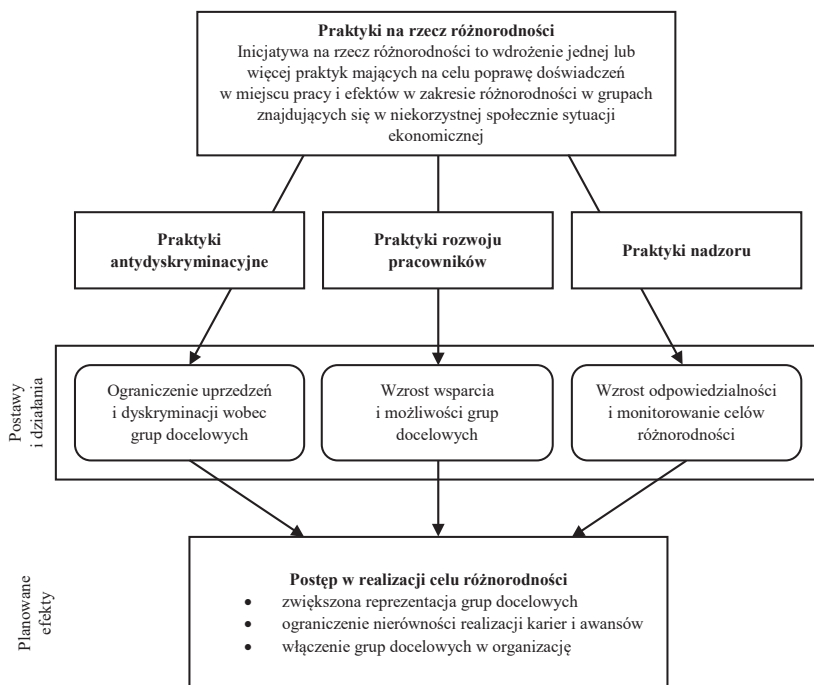 Praktyki na rzecz różnorodności
Inicjatywa na rzecz różnorodności to wdrożenie jednej lub
więcej praktyk mających na celu poprawę doświadczeń
w miejscu pracy i efektów w zakresie różnorodności w grupach
znajdujących się w niekorzystnej społecznie sytuacji
ekonomicznej
Praktyki
antydyskryminacyjne
Praktyki rozwoju
pracowników
Praktyki nadzoru
Postawy
i działania
Ograniczenie uprzedzeń
i dyskryminacji wobec
grup docelowych
Wzrost wsparcia
i możliwości grup
docelowych
Wzrost odpowiedzialności
i monitorowanie celów
różnorodności
Planowane
efekty
Postęp w realizacji celu różnorodności
• zwiększona reprezentacja grup docelowych
• ograniczenie nierówności realizacji karier i awansów
• włączenie grup docelowych w organizację